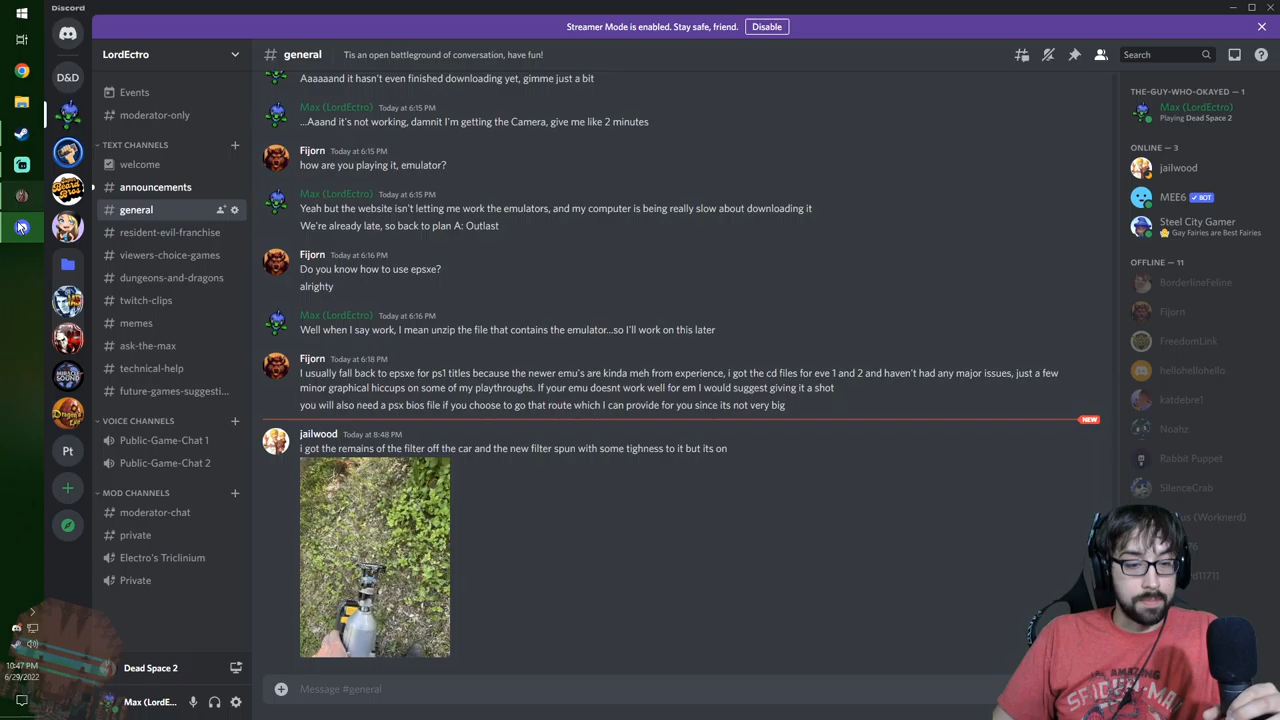 Discord
Streamer Mode is enabled. Stay safe, friend.
Disable
LordEctro
general
Tis an open battleground of conversation, have fun!
Search
D&D
Pt
Events
moderator-only
TEXT CHANNELS
welcome
announcements
general
resident-evil-franchise
viewers-choice-games
dungeons-and-dragons
twitch-clips
memes
ask-the-max
technical-help
future-games-suggesti...
VOICE CHANNELS
Public-Game-Chat 1
Public-Game-Chat 2
MOD CHANNELS
moderator-chat
private
Electro's Triclinium
Private
Dead Space 2
Max (LordE...
10:47 PM
6/29/2022
Aaaaaand it hasn't even finished downloading yet, gimme just a bit
Max (LordEctro) Today at 6:15 PM
...Aaand it's not working, damnit I'm getting the Camera, give me like 2 minutes
Fijorn Today at 6:15 PM
how are you playing it, emulator?
Max (LordEctro) Today at 6:15 PM
Yeah but the website isn't letting me work the emulators, and my computer is being really slow about downloading it
We're already late, so back to plan A: Outlast
Fijorn Today at 6:16 PM
Do you know how to use epsxe?
alrighty
Max (LordEctro) Today at 6:16 PM
Well when I say work, I mean unzip the file that contains the emulator...so I'll work on this later
Fijorn Today at 6:18 PM
I usually fall back to epsxe for ps1 titles because the newer emu's are kinda meh from experience, i got the cd files for eve 1 and 2 and haven't had any major issues, just a few
minor graphical hiccups on some of my playthroughs. If your emu doesnt work well for em I would suggest giving it a shot
you will also need a psx bios file if you choose to go that route which I can provide for you since its not very big
NEW
jailwood Today at 8:48 PM
i got the remains of the filter off the car and the new filter spun with some tighness to it but its on
Message #general
THE-GUY-WHO-OKAYED — 1
Max (LordEctro)
Playing Dead Space 2
ONLINE — 3
jailwood
MEE6 BOT
Steel City Gamer
Gay Fairies are Best Fairies
OFFLINE — 11
BorderlineFeline
Fijorn
FreedomLink
hellohellohello
katdebre1
Noahz
Rabbit Puppet
SilenceCrab
(Worknerd)
AMAZING